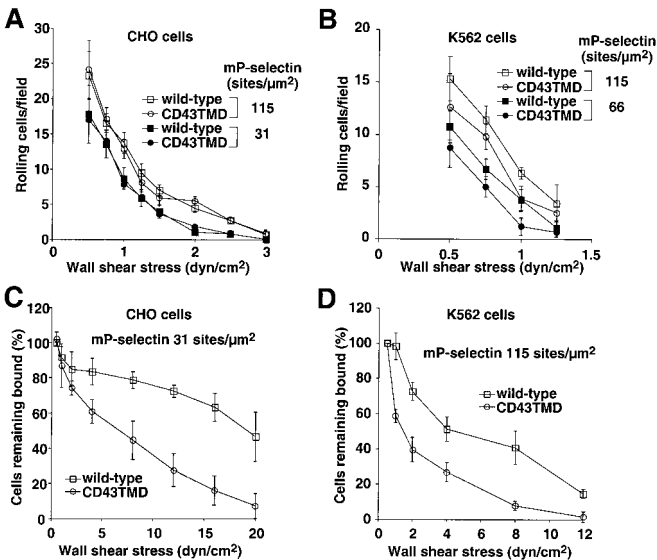 A
CHO cells
mP-selectin
(sites/µm²)
wild-type
CD43TMD
115
wild-type
CD43TMD
31
Rolling cells/field
30
25
20
15
10
5
0
0
1
2
3
Wall shear stress (dyn/cm²)
B
K562 cells
mP-selectin
(sites/µm²)
wild-type
CD43TMD
115
wild-type
CD43TMD
66
Rolling cells/field
20
15
10
5
0
0
0.5
1
1.5
Wall shear stress (dyn/cm²)
C
CHO cells
mP-selectin 31 sites/µm²
wild-type
CD43TMD
Cells remaining bound (%)
120
100
80
60
40
20
0
0
5
10
15
20
Wall shear stress (dyn/cm²)
D
K562 cells
mP-selectin 115 sites/µm²
wild-type
CD43TMD
Cells remaining bound (%)
120
100
80
60
40
20
0
0
2
4
6
8
10
12
Wall shear stress (dyn/cm²)